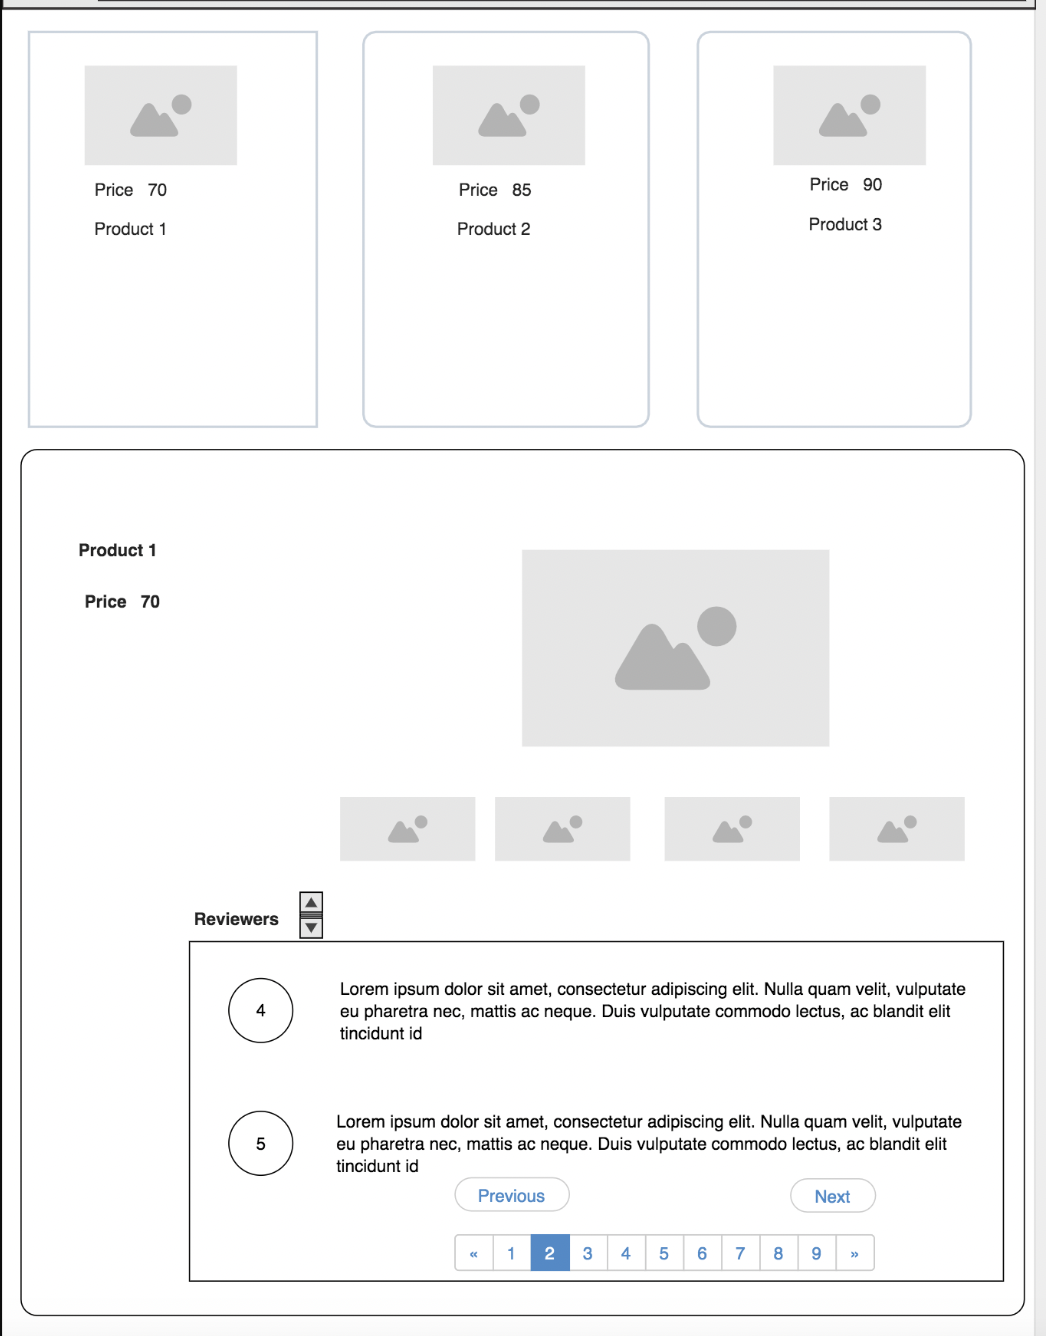 Price 70
Product 1
Price 85
Product 2
Price 90
Product 3
Product 1
Price 70
Reviewers
4
Lorem ipsum dolor sit amet, consectetur adipiscing elit. Nulla quam velit, vulputate
eu pharetra nec, mattis ac neque. Duis vulputate commodo lectus, ac blandit elit
tincidunt id
5
Lorem ipsum dolor sit amet, consectetur adipiscing elit. Nulla quam velit, vulputate
eu pharetra nec, mattis ac neque. Duis vulputate commodo lectus, ac blandit elit
tincidunt id
Previous
Next
« 1 2 3 4 5 6 7 8 9 »